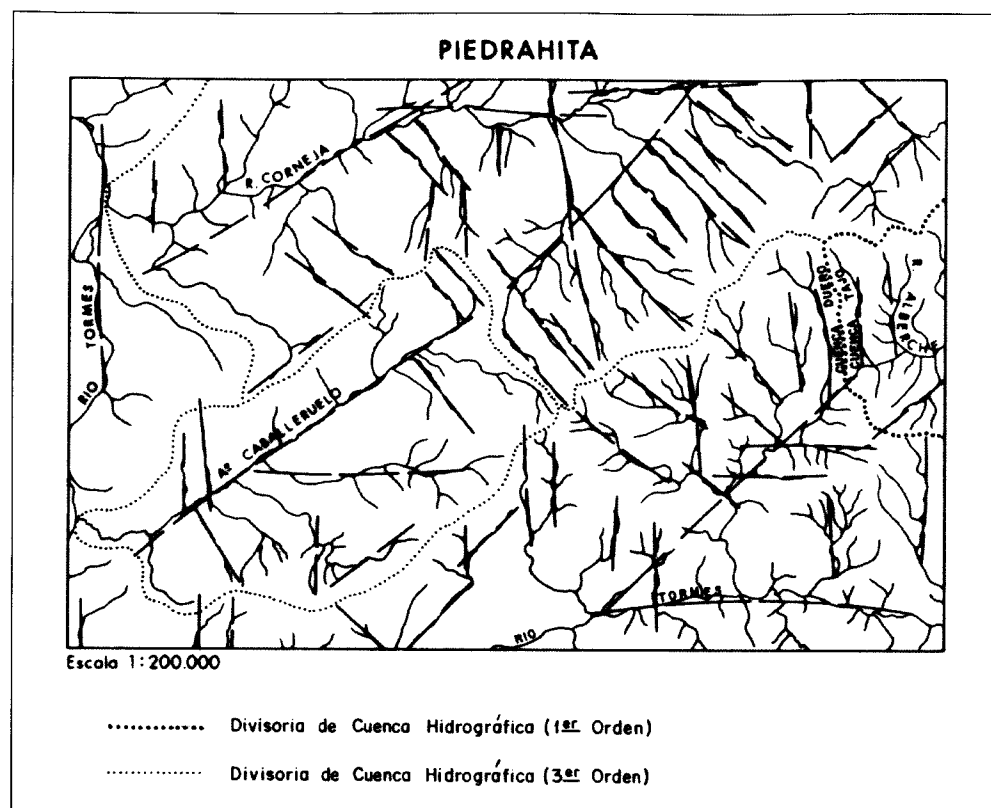 PIEDRAHITA
R. CORNEJA
RIO TORMES
Aº CABALLERUELO
CUENCA DUERO
CUENCA TAJO
R. ALBERCHE
RIO TORMES
Escala 1:200.000
Divisoria de Cuenca Hidrográfica (1er Orden)
Divisoria de Cuenca Hidrográfica (3er Orden)